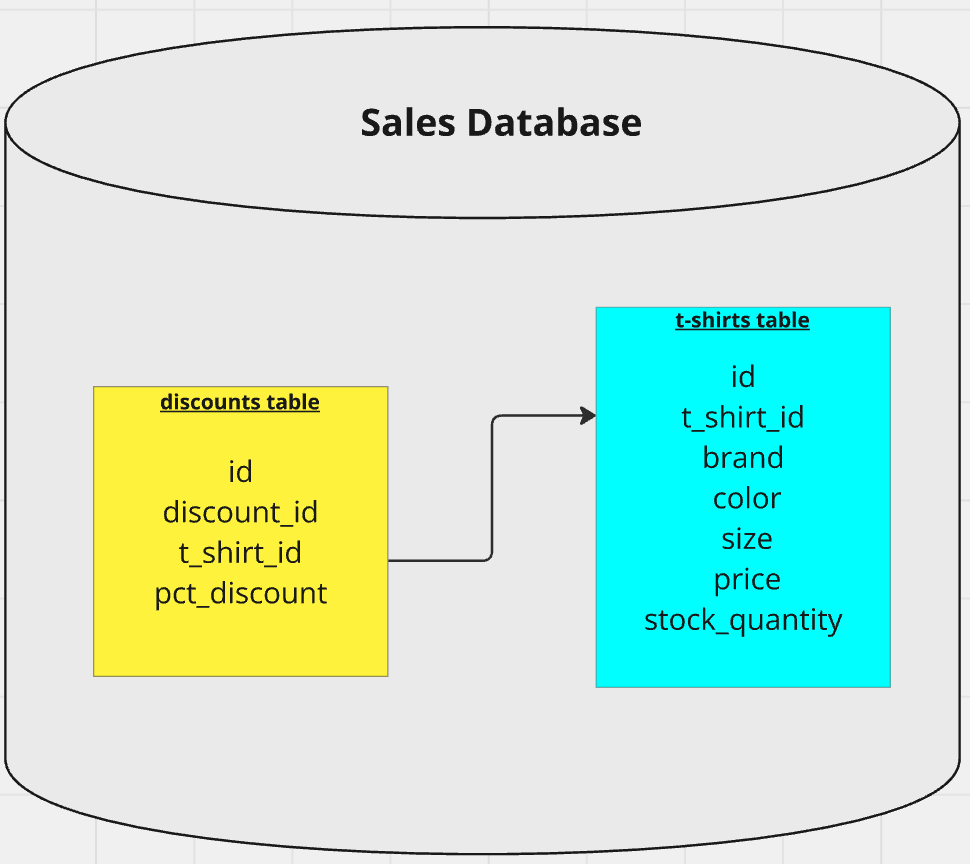 Sales Database
discounts table
id
discount_id
t_shirt_id
pct_discount
t-shirts table
id
t_shirt_id
brand
color
size
price
stock_quantity